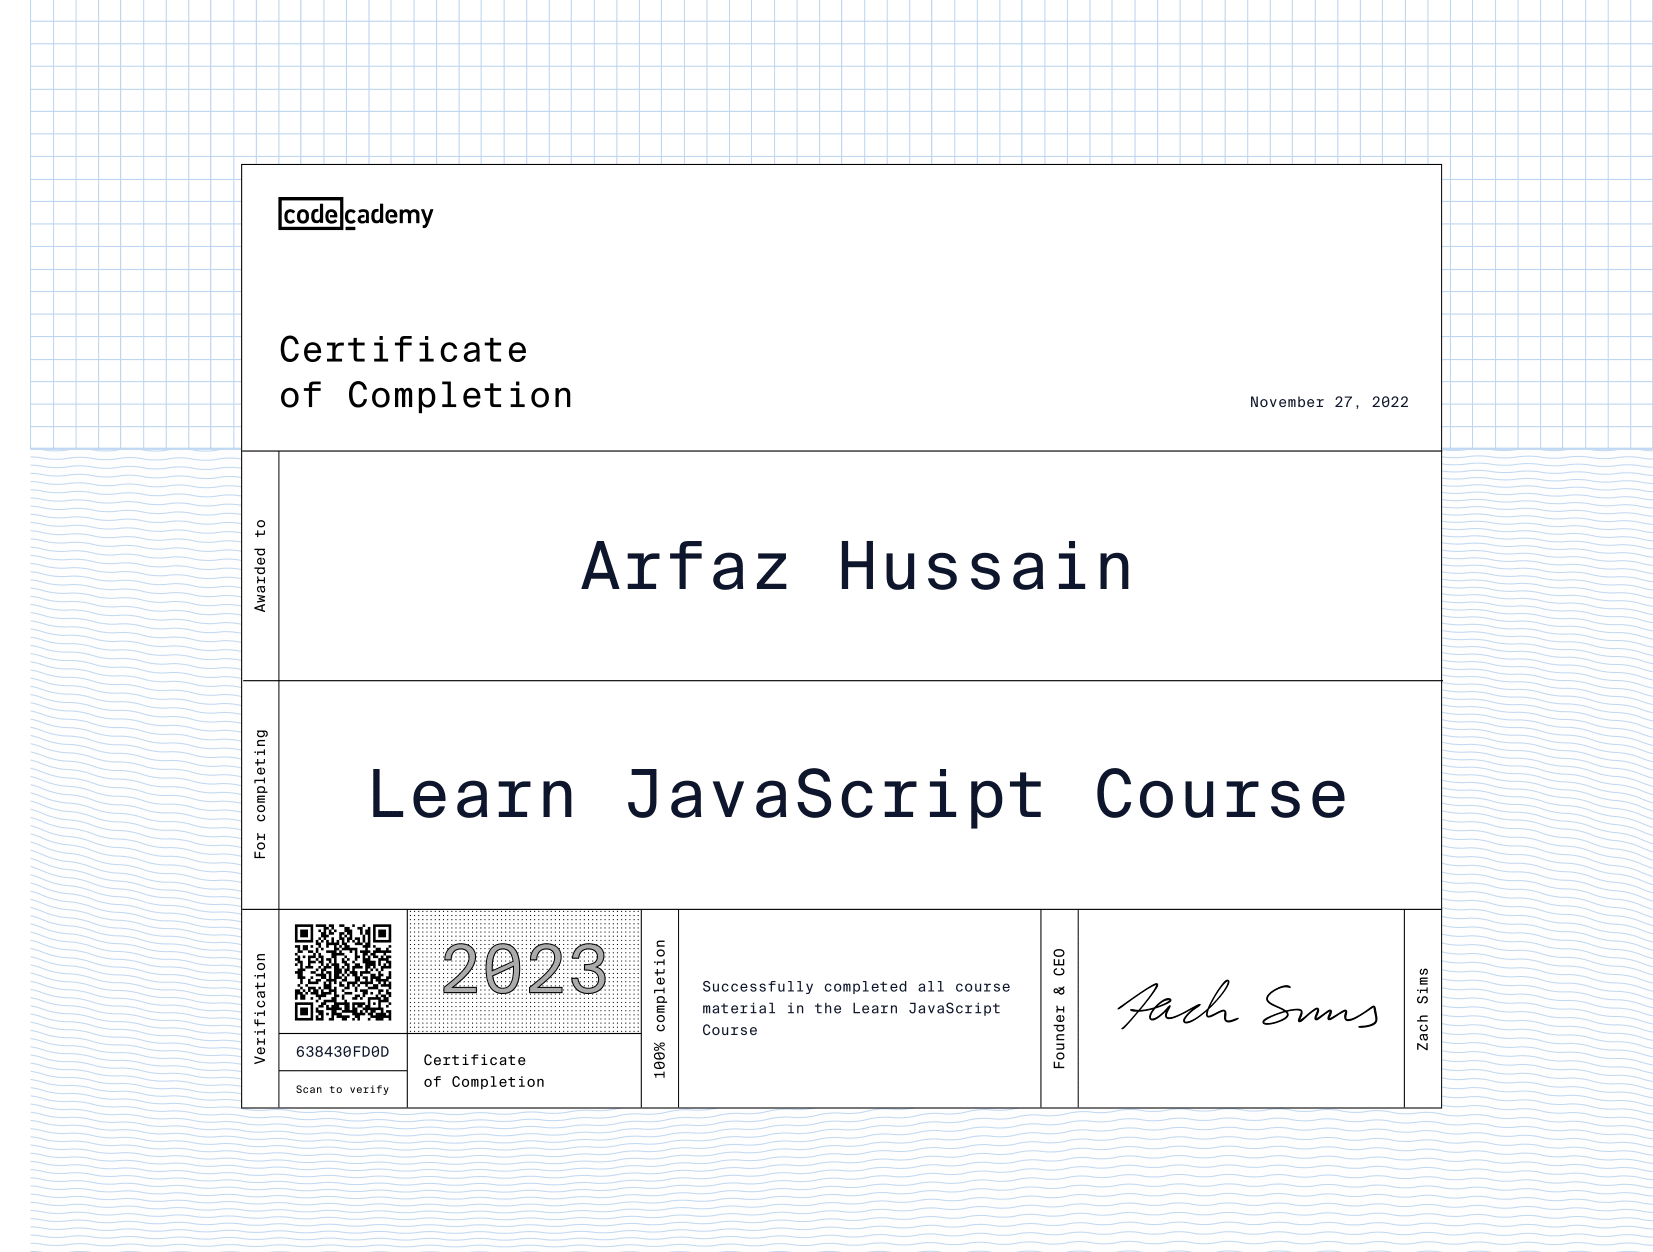 codecademy
Certificate
of Completion
November 27, 2022
Awarded to
Arfaz Hussain
For completing
Learn JavaScript Course
Verification
638430FD0D
Scan to verify
2023
Certificate
of Completion
100% completion
Successfully completed all course
material in the Learn JavaScript
Course
Founder & CEO
Zach Sims
Zach Sims